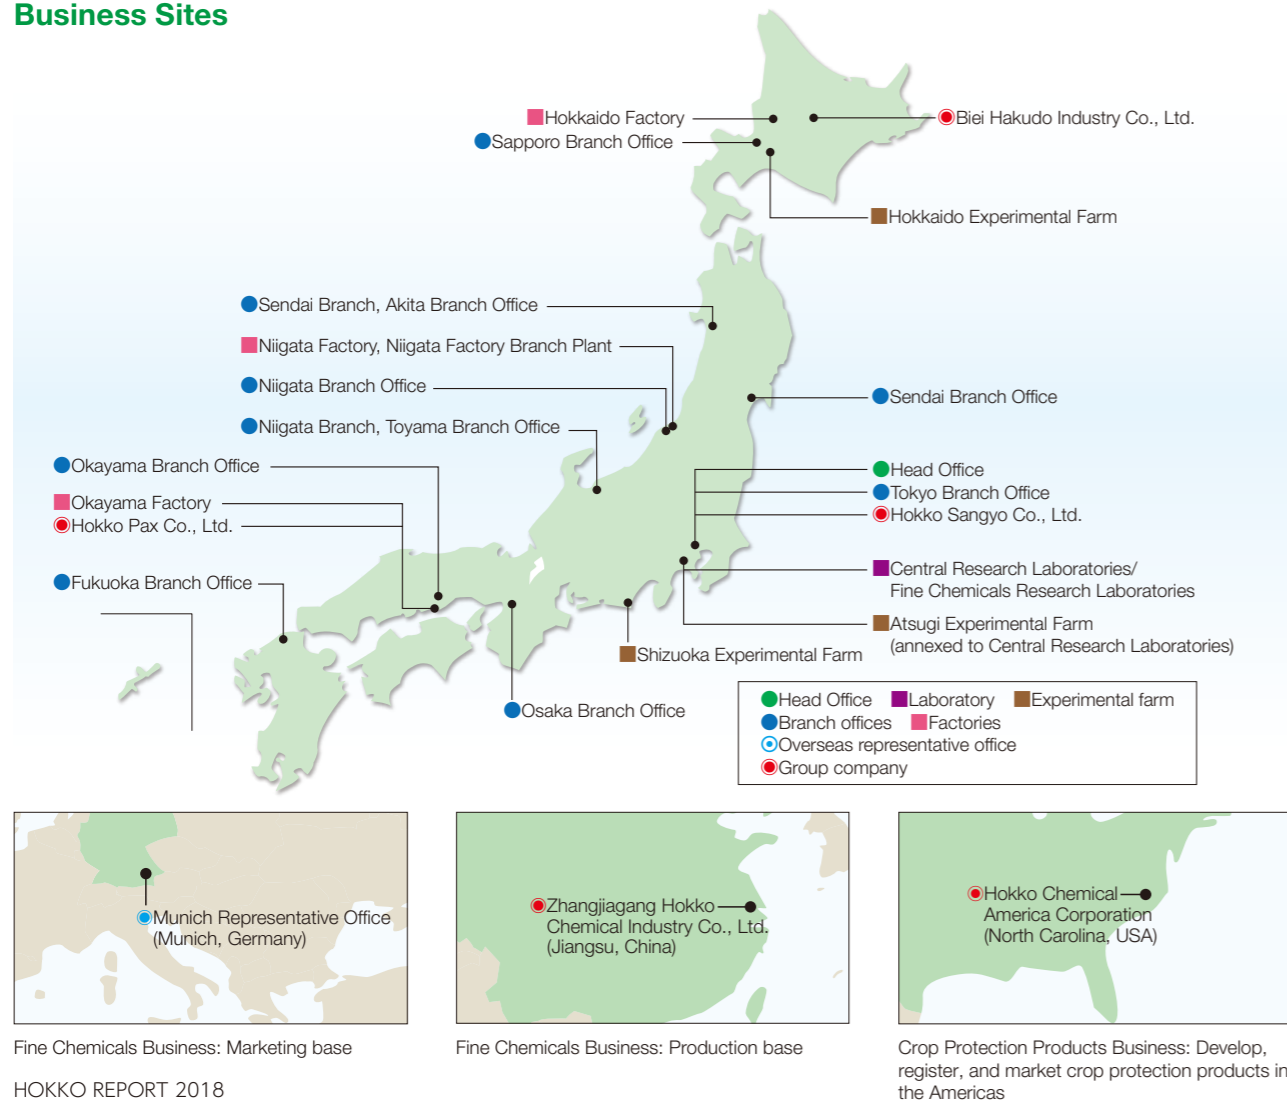 Business Sites
Hokkaido Factory
Biei Hakudo Industry Co., Ltd.
Sapporo Branch Office
Hokkaido Experimental Farm
Sendai Branch, Akita Branch Office
Niigata Factory, Niigata Factory Branch Plant
Niigata Branch Office
Sendai Branch Office
Niigata Branch, Toyama Branch Office
Okayama Branch Office
Head Office
Tokyo Branch Office
Okayama Factory
Hokko Sangyo Co., Ltd.
Hokko Pax Co., Ltd.
Central Research Laboratories/
Fine Chemicals Research Laboratories
Fukuoka Branch Office
Atsugi Experimental Farm
(annexed to Central Research Laboratories)
Shizuoka Experimental Farm
Osaka Branch Office
Head Office Laboratory Experimental farm
Branch offices Factories
Overseas representative office
Group company
Munich Representative Office
(Munich, Germany)
Zhangjiagang Hokko
Chemical Industry Co., Ltd.
(Jiangsu, China)
Hokko Chemical
America Corporation
(North Carolina, USA)
Fine Chemicals Business: Marketing base
Fine Chemicals Business: Production base
Crop Protection Products Business: Develop,
register, and market crop protection products in
the Americas
HOKKO REPORT 2018